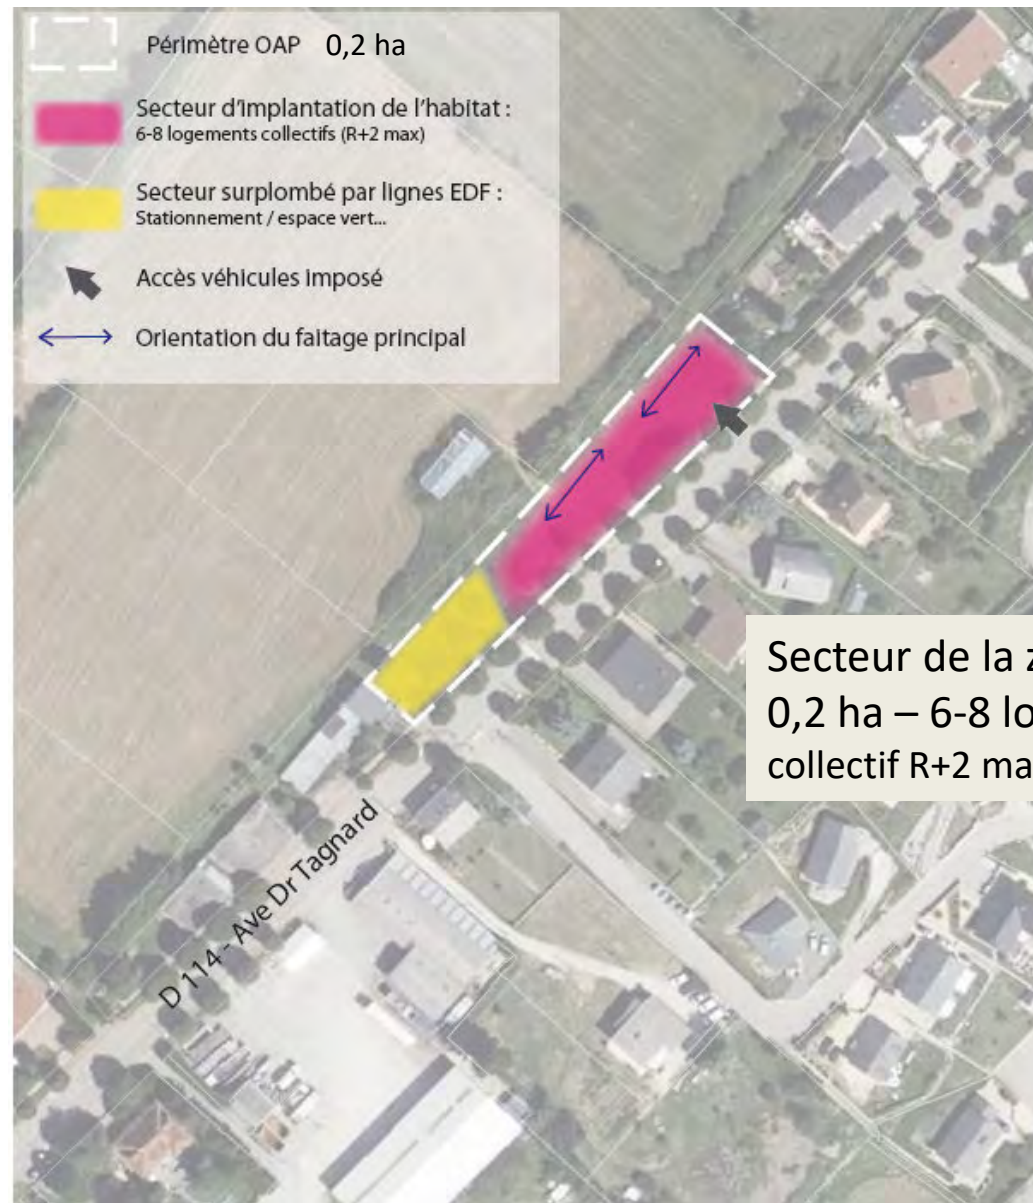 Périmètre OAP 0,2 ha
Secteur d'implantation de l'habitat :
6-8 logements collectifs (R+2 max)
Secteur surplombé par lignes EDF :
Stationnement / espace vert...
Accès véhicules imposé
Orientation du faitage principal
Secteur de la
0,2 ha – 6-8
collectif R+2
D 114 - Ave Dr Tagnard